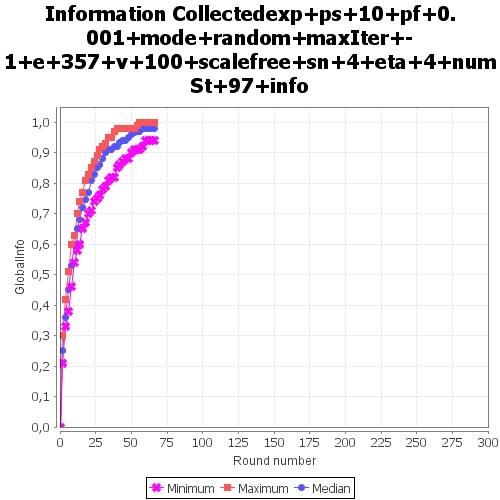 Information Collectedexp+ps+10+pf+0.
001+mode+random+maxIter+-
1+e+357+v+100+scalefree+sn+4+eta+4+num
St+97+info
1,0
0,9
0,8
0,7
0,6
0,5
0,4
0,3
0,2
0,1
0,0
GlobalInfo
0 25 50 75 100 125 150 175 200 225 250 275 300
Round number
Minimum Maximum Median